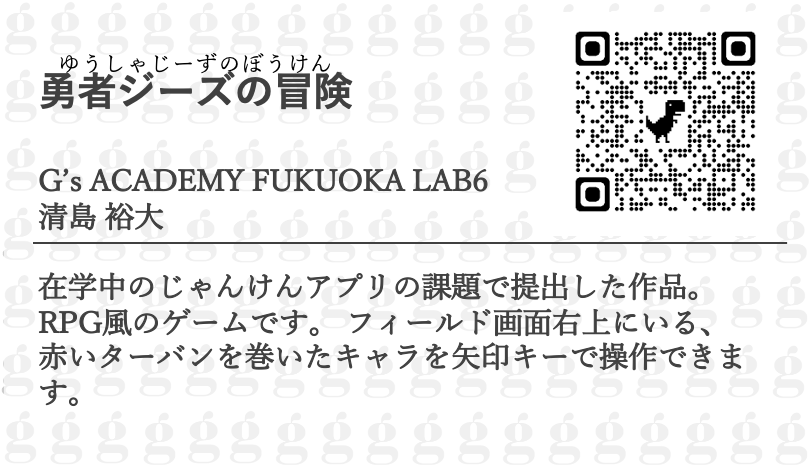 ゆうしゃじーずのぼうけん
勇者ジーズの冒険
G’s ACADEMY FUKUOKA LAB6
清島 裕大
在学中のじゃんけんアプリの課題で提出した作品。
RPG風のゲームです。 フィールド画面右上にいる、
赤いターバンを巻いたキャラを矢印キーで操作できま
す。